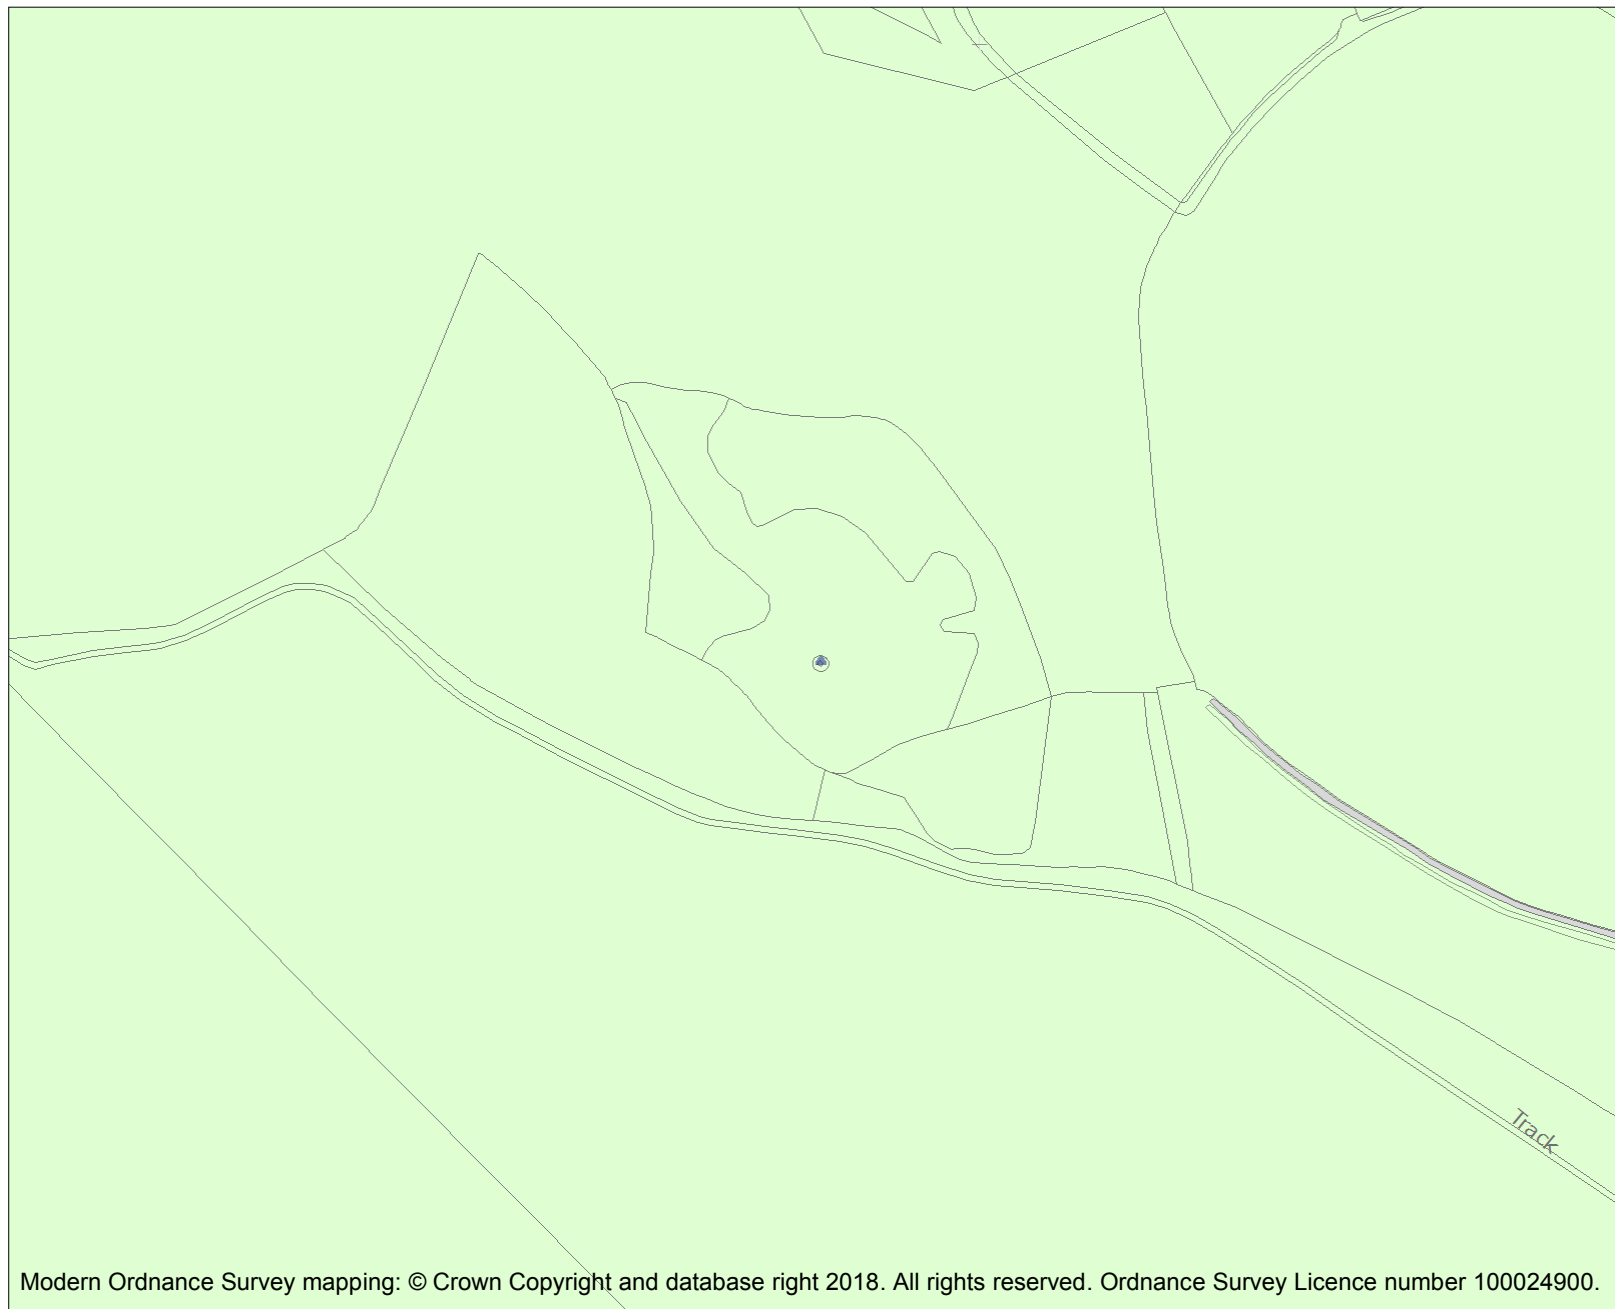 Track
Modern Ordnance Survey mapping: © Crown Copyright and database right 2018. All rights reserved. Ordnance Survey Licence number 100024900.